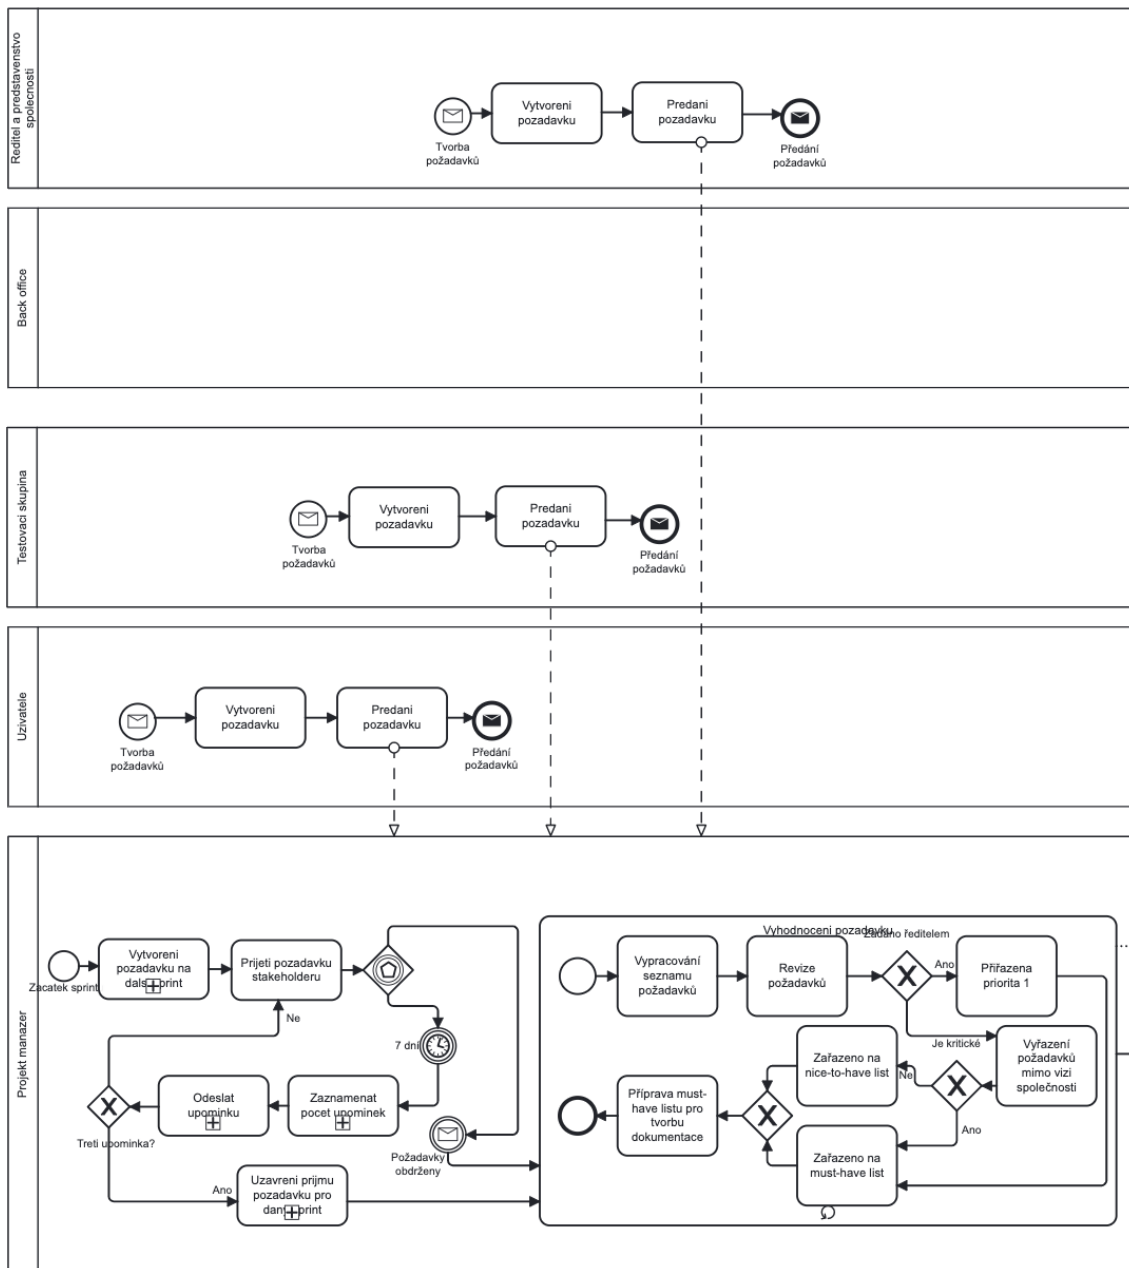 Reditel a predstavenstvo
spolecnosti
Tvorba
požadavků
Vytvoreni
pozadavku
Predani
pozadavku
Předání
požadavků
Back office
Testovaci skupina
Tvorba
požadavků
Vytvoreni
pozadavku
Predani
pozadavku
Předání
požadavků
Uzivatele
Tvorba
požadavků
Vytvoreni
pozadavku
Predani
pozadavku
Předání
požadavků
Projekt manazer
Zacatek sprint
Vytvoreni
pozadavku na
dalsi sprint
Prijeti pozadavku
stakeholderu
Ne
7 dní
Zaznamenat
pocet upominek
Odeslat
upominku
Treti upominka?
Ano
Uzavreni prijmu
pozadavku pro
dany sprint
Požadavky
obdrženy
Vyhodnoceni pozadavku
Vypracování
seznamu
požadavků
Revize
požadavků
Zadáno ředitelem
Ano
Přiřazena
priorita 1
Je kritické
Vyřazení
požadavků
mimo vizi
společnosti
Ne
Zařazeno na
nice-to-have list
Ano
Zařazeno na
must-have list
Příprava must-
have listu pro
tvorbu
dokumentace
...